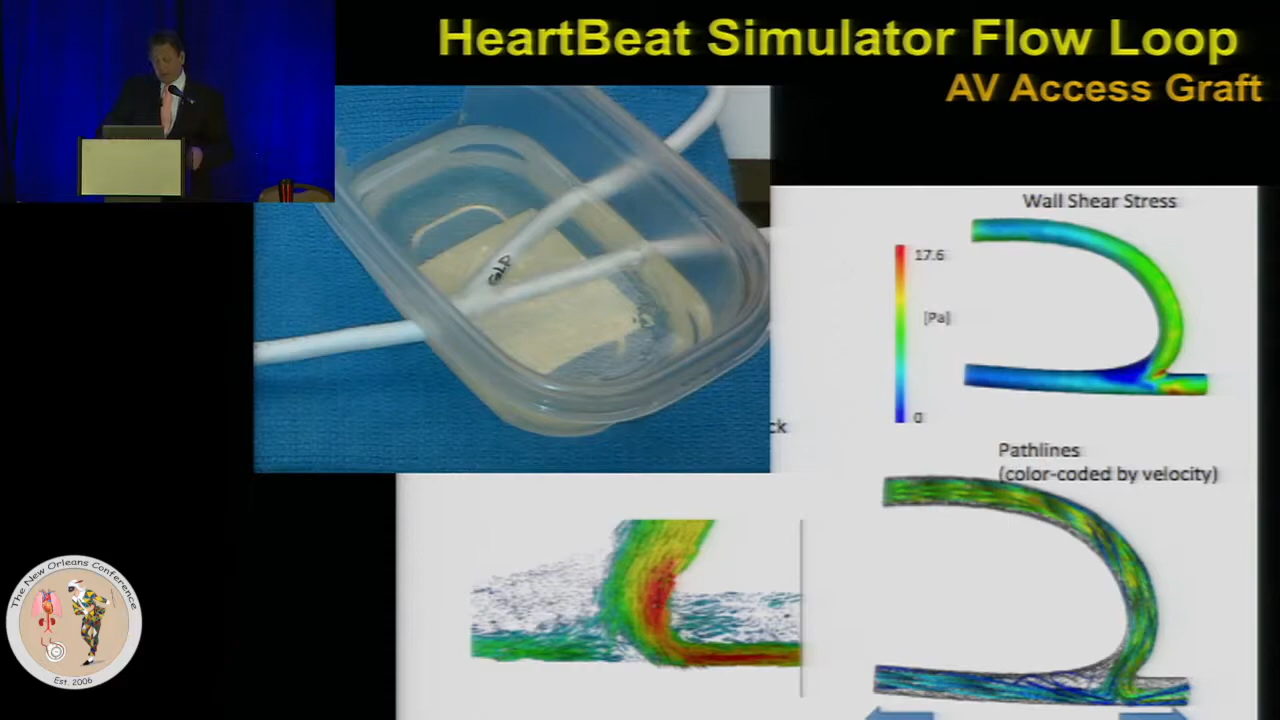 HeartBeat Simulator Flow Loop
AV Access Graft
Wall Shear Stress
17.6
[Pa]
0
ck
Pathlines
(color-coded by velocity)
The New Orleans Conference
Est. 2006